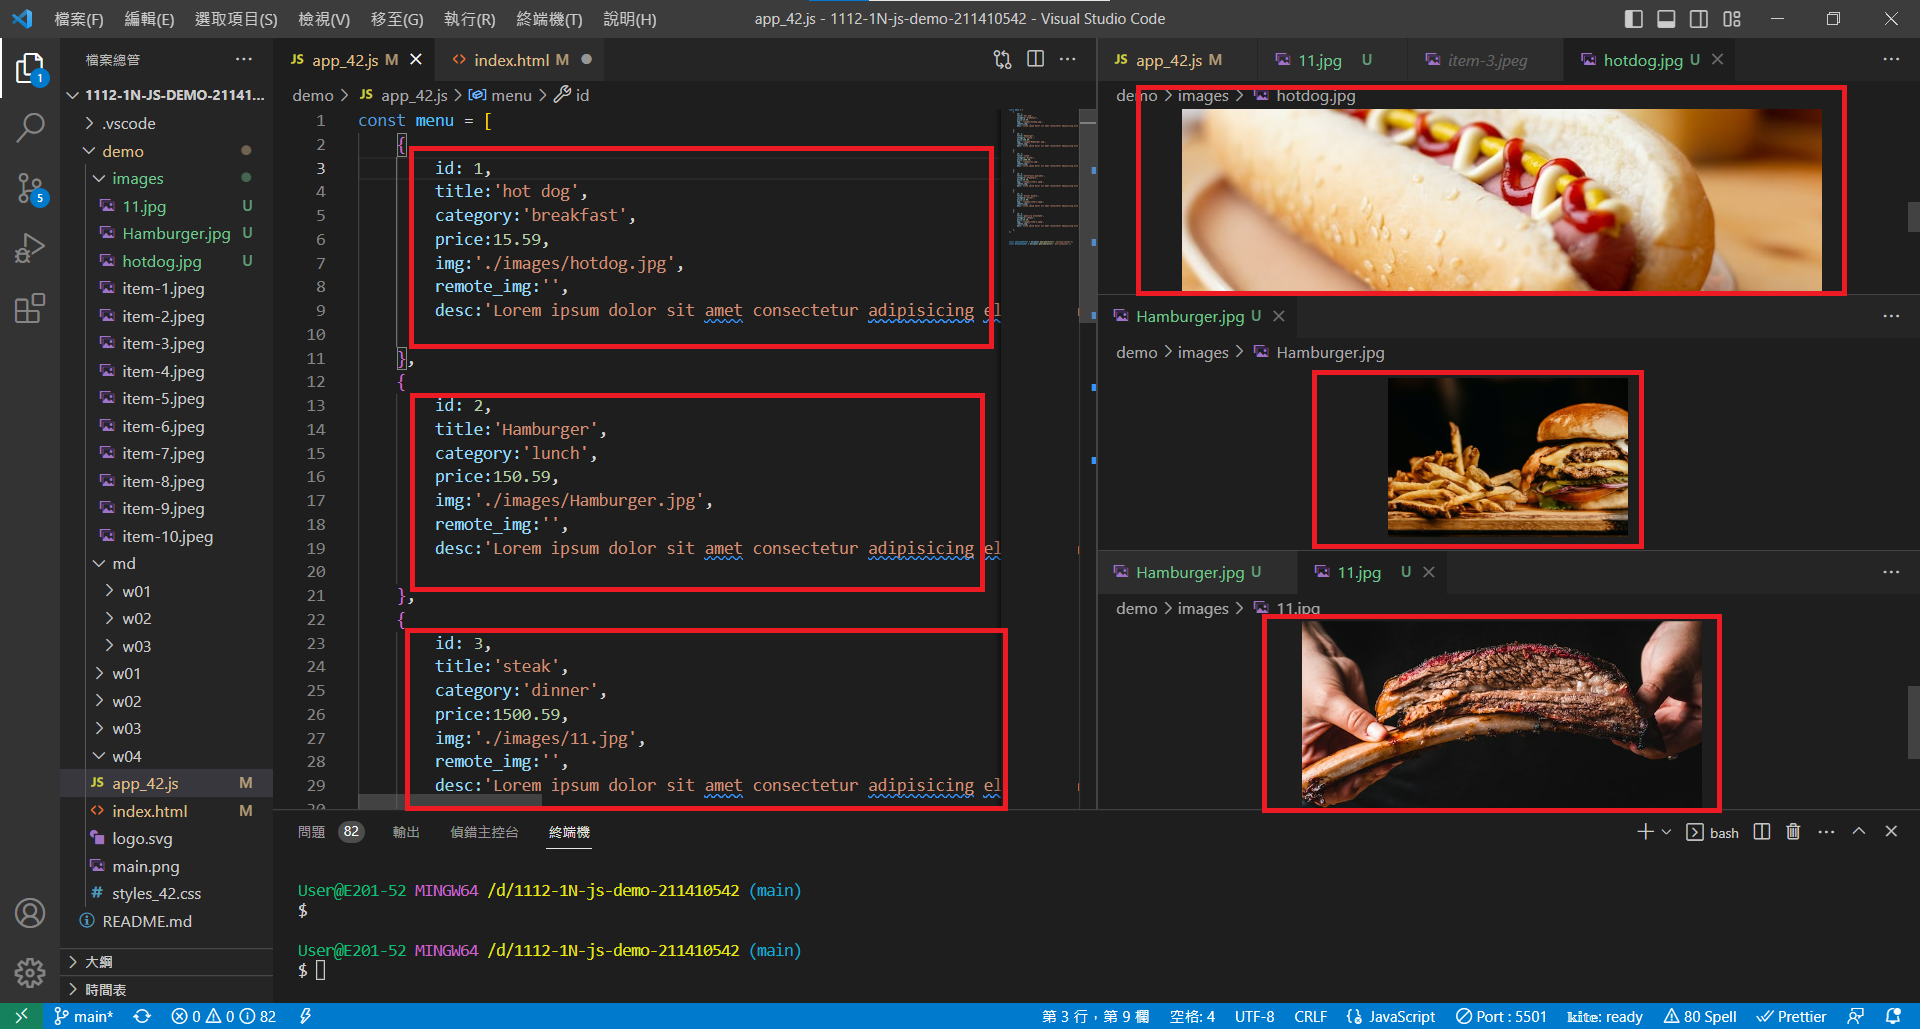 檔案(F) 編輯(E) 選取項目(S) 檢視(V) 移至(G) 執行(R) 終端機(T) 說明(H) app_42.js - 1112-1N-js-demo-211410542 - Visual Studio Code
檔案總管 ···
1112-1N-JS-DEMO-21141...
.vscode
demo
images
11.jpg U
Hamburger.jpg U
hotdog.jpg U
item-1.jpeg
item-2.jpeg
item-3.jpeg
item-4.jpeg
item-5.jpeg
item-6.jpeg
item-7.jpeg
item-8.jpeg
item-9.jpeg
item-10.jpeg
md
w01
w02
w03
w01
w02
w03
w04
JS app_42.js M
<> index.html M
logo.svg
main.png
# styles_42.css
README.md
大綱
時間表
1
5
JS app_42.js M
<> index.html M
demo > JS app_42.js > menu > id
1 const menu = [
2 {
3 id: 1,
4 title:'hot dog',
5 category:'breakfast',
6 price:15.59,
7 img:'./images/hotdog.jpg',
8 remote_img:'',
9 desc:'Lorem ipsum dolor sit amet consectetur adipisicing el
10
11 },
12 {
13 id: 2,
14 title:'Hamburger',
15 category:'lunch',
16 price:150.59,
17 img:'./images/Hamburger.jpg',
18 remote_img:'',
19 desc:'Lorem ipsum dolor sit amet consectetur adipisicing el
20
21 },
22 {
23 id: 3,
24 title:'steak',
25 category:'dinner',
26 price:1500.59,
27 img:'./images/11.jpg',
28 remote_img:'',
29 desc:'Lorem ipsum dolor sit amet consectetur adipisicing el
30
JS app_42.js M
11.jpg U
item-3.jpeg
hotdog.jpg U
demo > images > hotdog.jpg
Hamburger.jpg U
demo > images > Hamburger.jpg
Hamburger.jpg U
11.jpg U
demo > images > 11.jpg
問題 82 輸出 偵錯主控台 終端機
bash
User@E201-52 MINGW64 /d/1112-1N-js-demo-211410542 (main)
$
User@E201-52 MINGW64 /d/1112-1N-js-demo-211410542 (main)
$
main* 0 0 82 第 3 行，第 9 欄 空格: 4 UTF-8 CRLF JavaScript Port : 5501 kite: ready 80 Spell Prettier